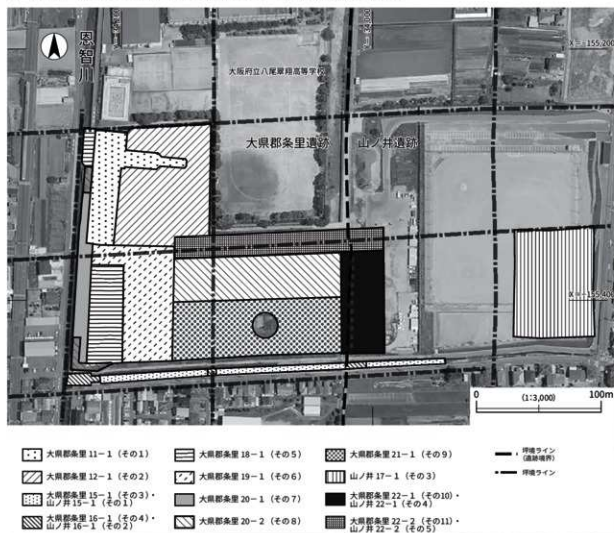 恩智川
X=-155,200
大阪府立八尾翠翔高等学校
大県郡条里遺跡
山ノ井遺跡
X=-155,400
0 (1:3,000) 100m
大県郡条里 11-1(その1)
大県郡条里 12-1(その2)
大県郡条里 15-1(その3)・
山ノ井 15-1(その1)
大県郡条里 16-1(その4)・
山ノ井 16-1(その2)
大県郡条里 18-1(その5)
大県郡条里 19-1(その6)
大県郡条里 20-1(その7)
大県郡条里 20-2(その8)
大県郡条里 21-1(その9)
山ノ井 17-1(その3)
大県郡条里 22-1(その10)・
山ノ井 22-1(その4)
大県郡条里 22-2(その11)・
山ノ井 22-2(その5)
坪境ライン
(遺跡境界)
坪境ライン